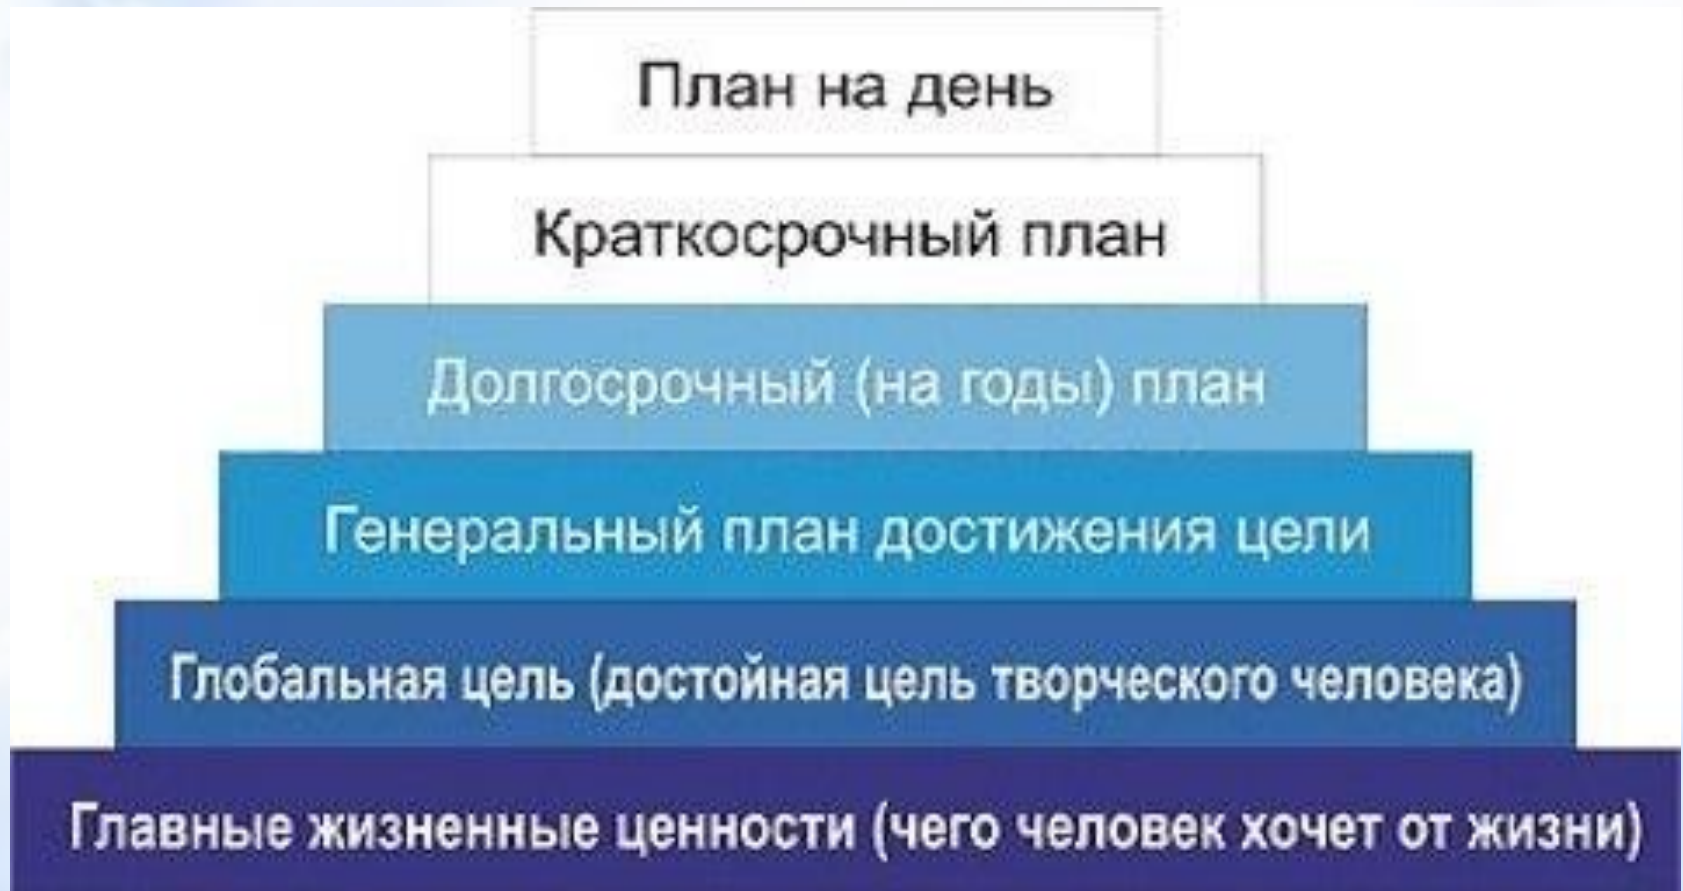 План на день
Краткосрочный план
Долгосрочный (на годы) план
Генеральный план достижения цели
Глобальная цель (достойная цель творческого человека)
Главные жизненные ценности (чего человек хочет от жизни)